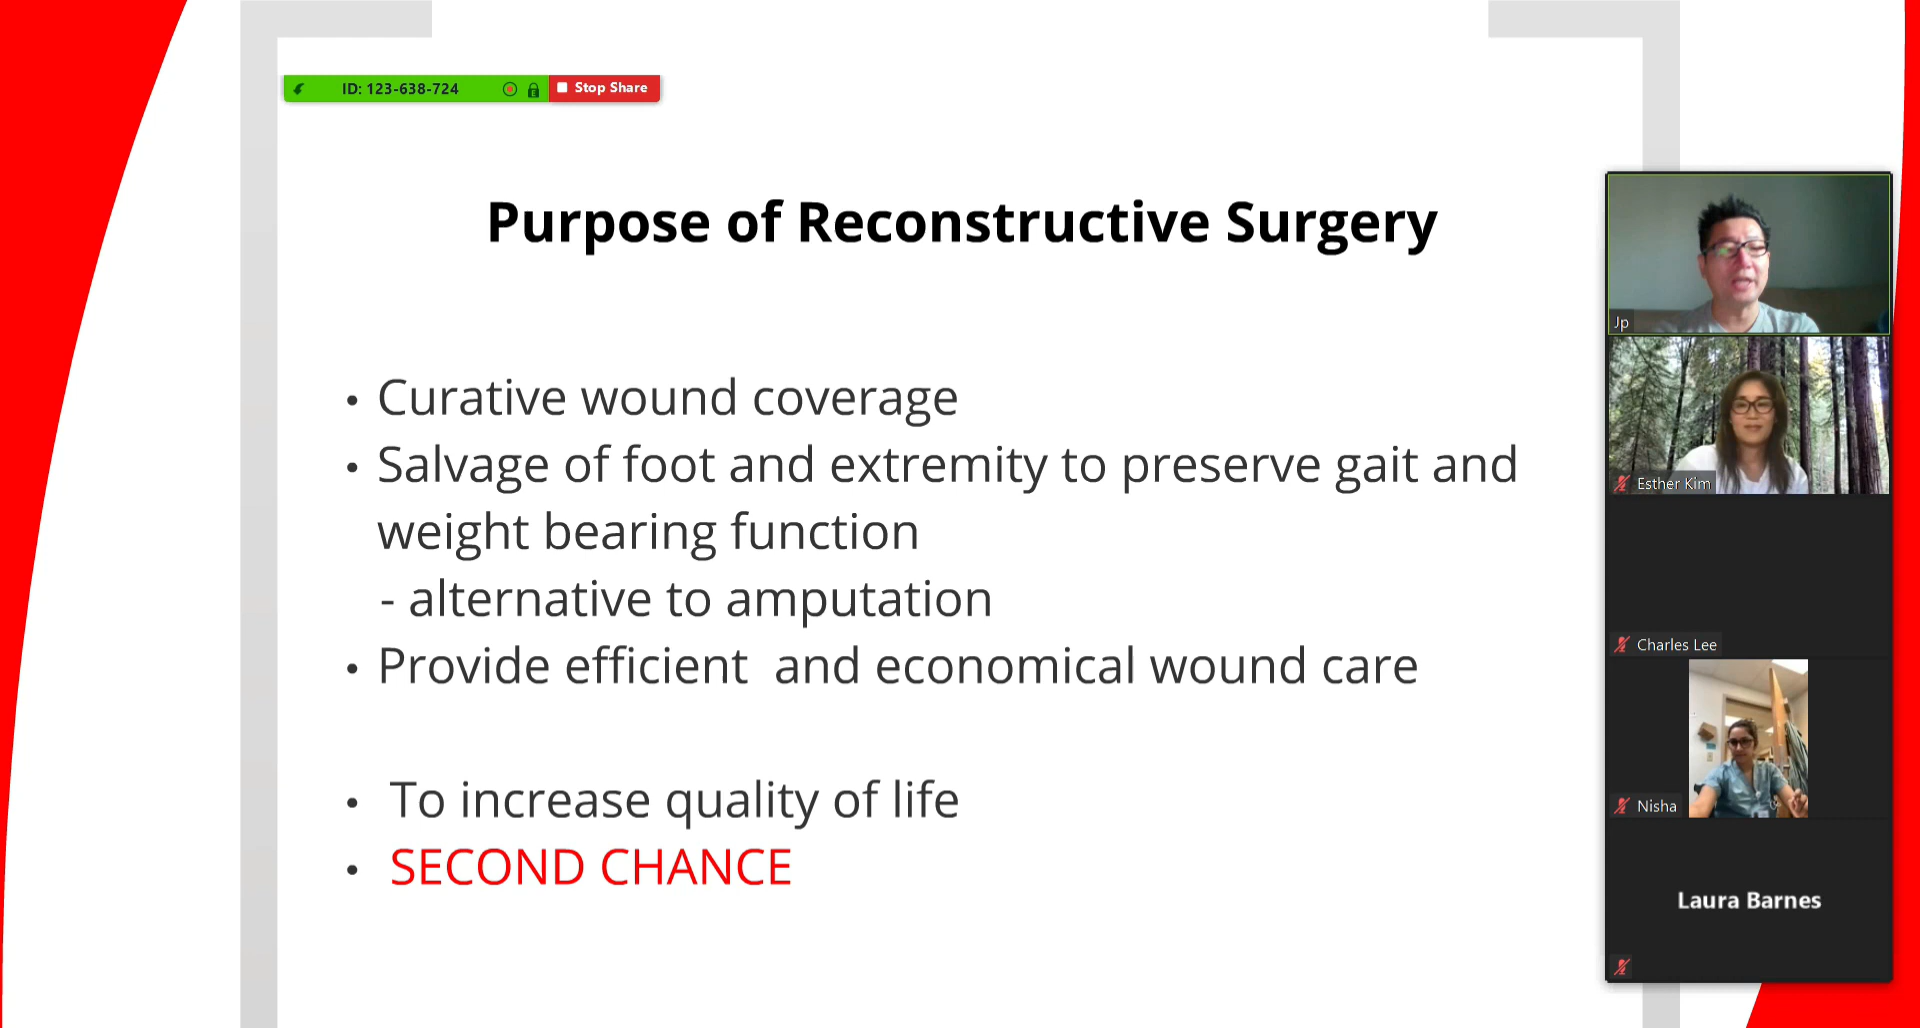 ID: 123-638-724 Stop Share
Purpose of Reconstructive Surgery
• Curative wound coverage
• Salvage of foot and extremity to preserve gait and
weight bearing function
- alternative to amputation
• Provide efficient  and economical wound care
• To increase quality of life
• SECOND CHANCE
Jp
Esther Kim
Charles Lee
Nisha
Laura Barnes